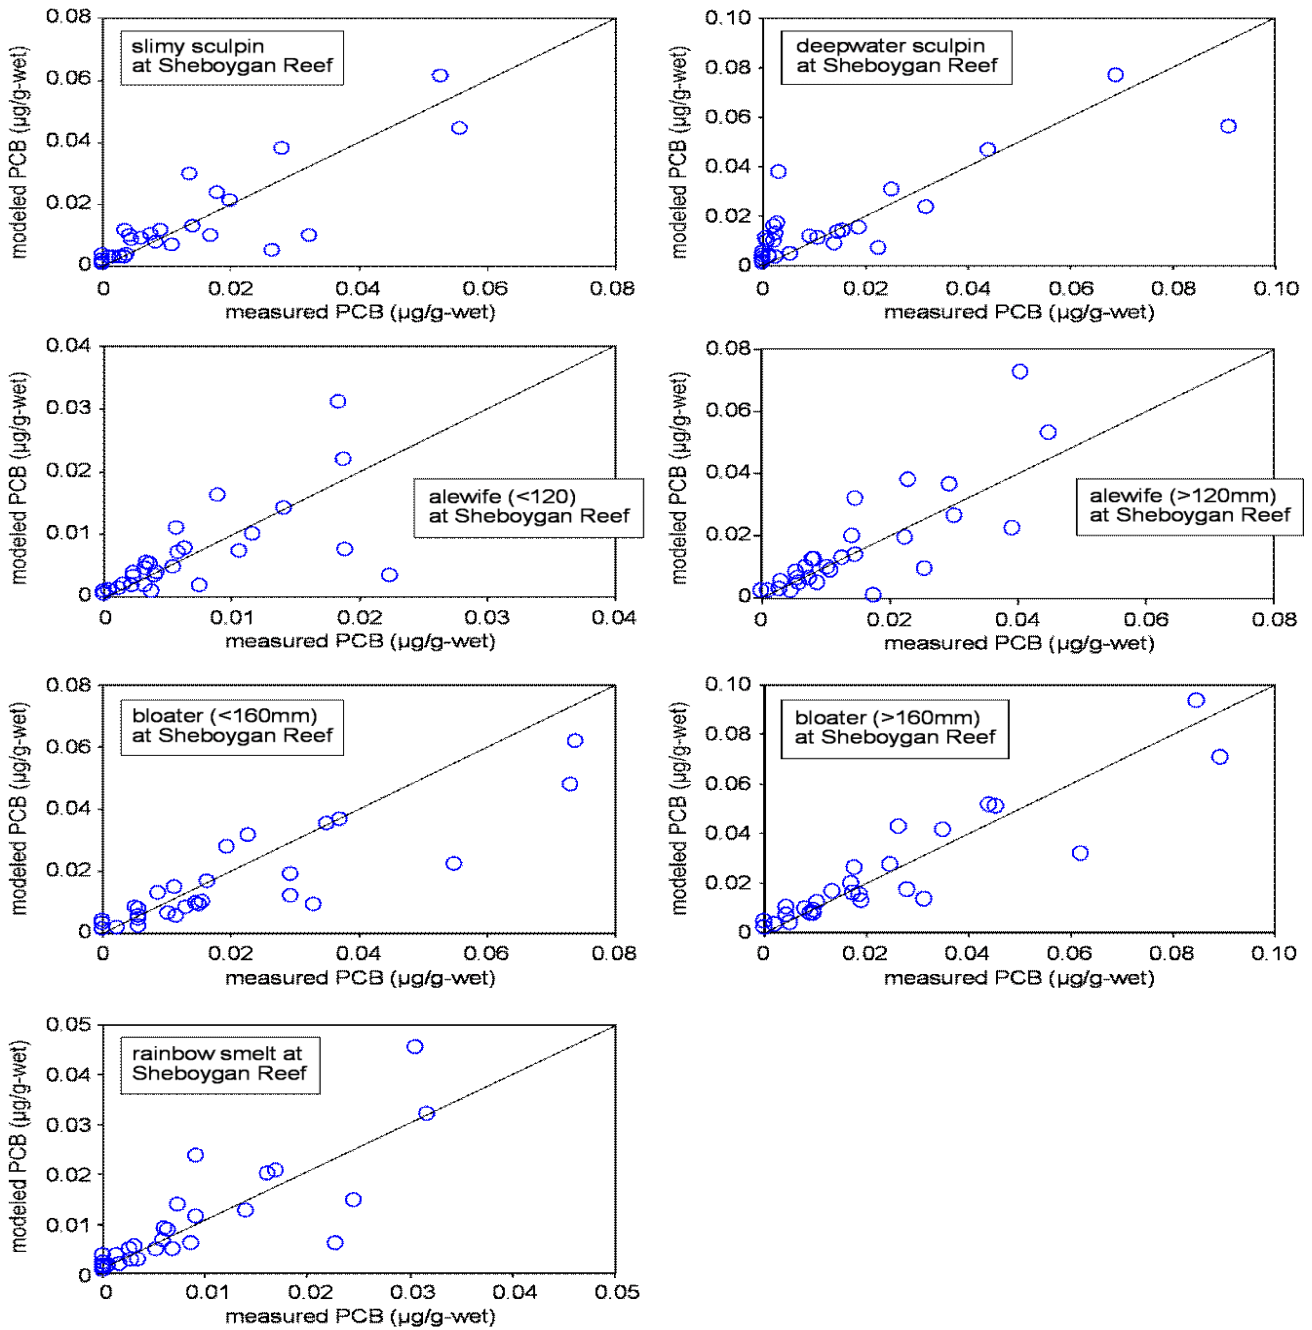 slimy sculpin
at Sheboygan Reef
modeled PCB (µg/g-wet)
0.08
0.06
0.04
0.02
0
0 0.02 0.04 0.06 0.08
measured PCB (µg/g-wet)
deepwater sculpin
at Sheboygan Reef
modeled PCB (µg/g-wet)
0.10
0.08
0.06
0.04
0.02
0
0 0.02 0.04 0.06 0.08 0.10
measured PCB (µg/g-wet)
alewife (<120)
at Sheboygan Reef
modeled PCB (µg/g-wet)
0.04
0.03
0.02
0.01
0
0 0.01 0.02 0.03 0.04
measured PCB (µg/g-wet)
alewife (>120mm)
at Sheboygan Reef
modeled PCB (µg/g-wet)
0.08
0.06
0.04
0.02
0
0 0.02 0.04 0.06 0.08
measured PCB (µg/g-wet)
bloater (<160mm)
at Sheboygan Reef
modeled PCB (µg/g-wet)
0.08
0.06
0.04
0.02
0
0 0.02 0.04 0.06 0.08
measured PCB (µg/g-wet)
bloater (>160mm)
at Sheboygan Reef
modeled PCB (µg/g-wet)
0.10
0.08
0.06
0.04
0.02
0
0 0.02 0.04 0.06 0.08 0.10
measured PCB (µg/g-wet)
rainbow smelt at
Sheboygan Reef
modeled PCB (µg/g-wet)
0.05
0.04
0.03
0.02
0.01
0
0 0.01 0.02 0.03 0.04 0.05
measured PCB (µg/g-wet)